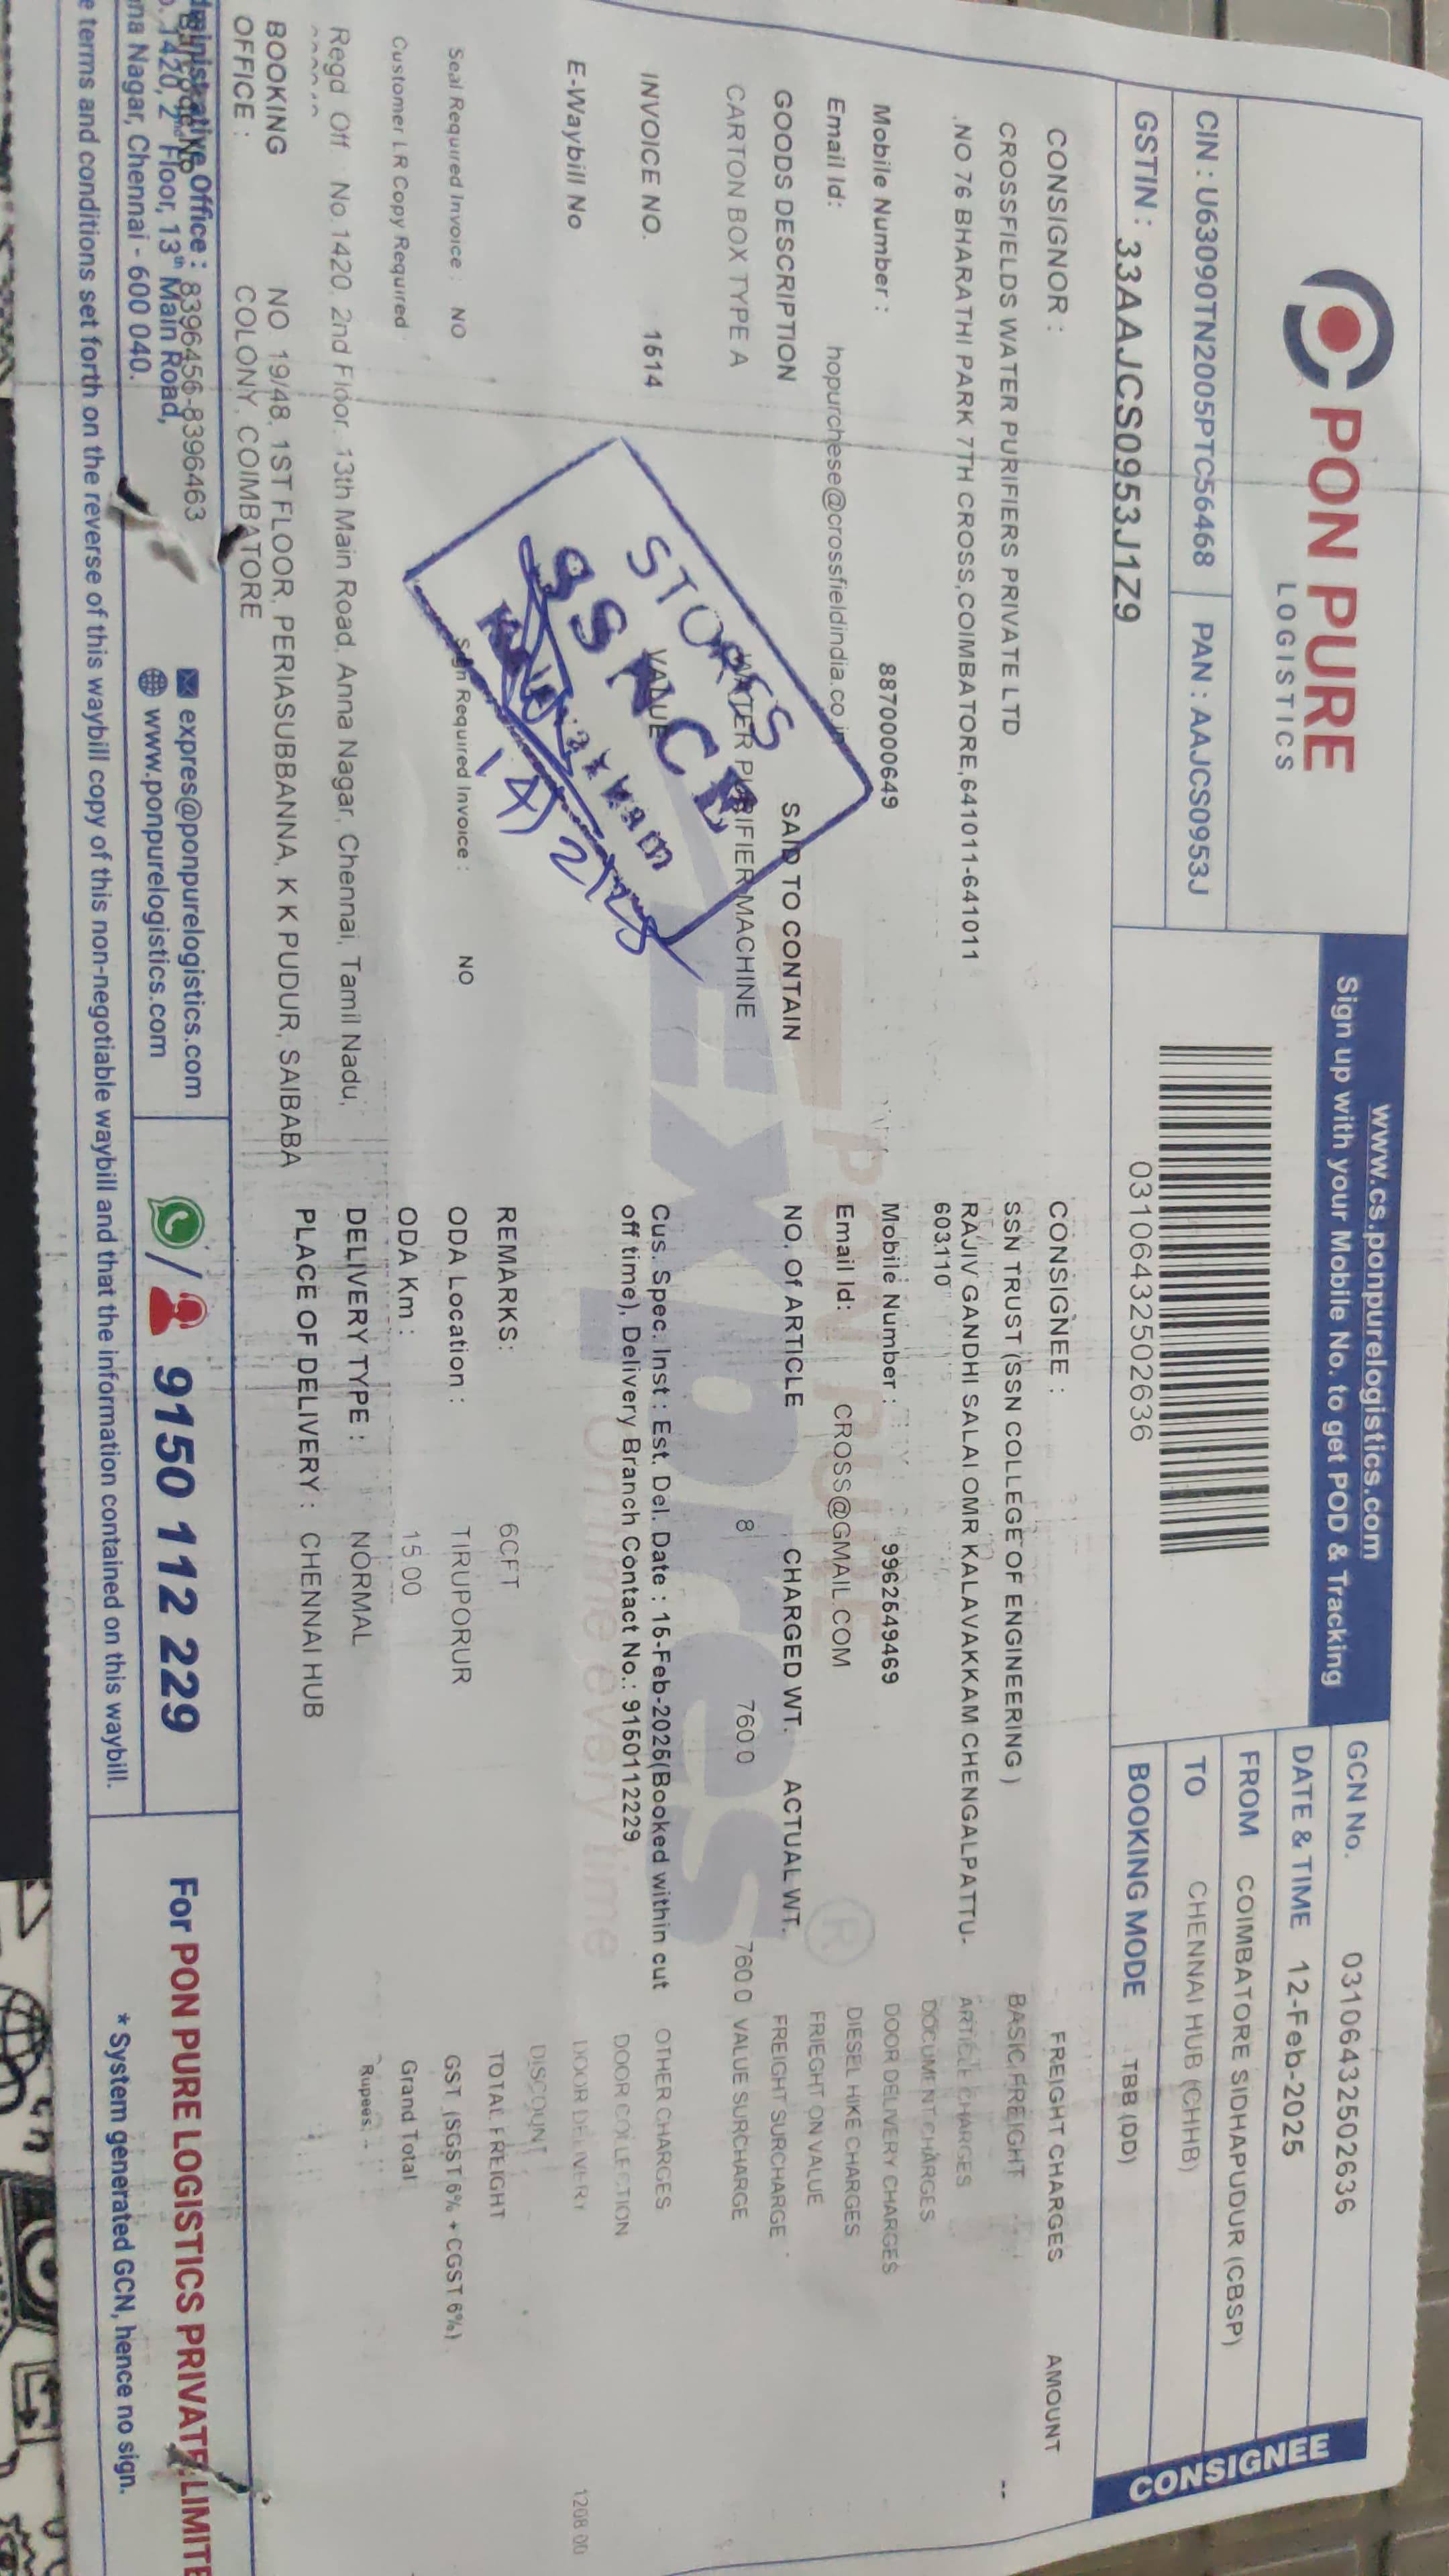 PON PURE
LOGISTICS
CIN : U63090TN2005PTC56468 PAN : AAJCS0953J
GSTIN : 33AAJCS0953J1Z9
www.cs.ponpurelogistics.com
Sign up with your Mobile No. to get POD & Tracking
03106432502636
GCN No. 03106432502636
DATE & TIME 12-Feb-2025
FROM COIMBATORE SIDHAPUDUR (CBSP)
TO CHENNAI HUB (CHHB)
BOOKING MODE TBB (DD)
CONSIGNEE
CONSIGNOR :
CROSSFIELDS WATER PURIFIERS PRIVATE LTD
.NO 76 BHARATHI PARK 7TH CROSS,COIMBATORE,641011-641011
Mobile Number : 8870000649
Email Id: hopurchese@crossfieldindia.co.in
GOODS DESCRIPTION SAID TO CONTAIN
CARTON BOX TYPE A WATER PURIFIER MACHINE
INVOICE NO. 1614 VALUE
E-Waybill No
Seal Required Invoice : NO Sign Required Invoice : NO
Customer LR Copy Required
Regd Off No.1420, 2nd Floor, 13th Main Road, Anna Nagar, Chennai, Tamil Nadu,
BOOKING OFFICE : NO 19/48, 1ST FLOOR, PERIASUBBANNA, K K PUDUR, SAIBABA
COLONY, COIMBATORE
STORES
SSNCE
14/2/25
CONSIGNEE :
SSN TRUST (SSN COLLEGE OF ENGINEERING )
RAJIV GANDHI SALAI OMR KALAVAKKAM CHENGALPATTU-
603110
Mobile Number : 9962649469
Email Id: CROSS@GMAIL.COM
NO. Of ARTICLE CHARGED WT. ACTUAL WT.
8 760.0 760.0
Cus. Spec. Inst : Est. Del. Date : 15-Feb-2025(Booked within cut
off time), Delivery Branch Contact No.: 9150112229
REMARKS: 6CFT
ODA Location : TIRUPORUR
ODA Km : 15.00
DELIVERY TYPE : NORMAL
PLACE OF DELIVERY : CHENNAI HUB
PON PURE
Expres
Ontime every time
FREIGHT CHARGES AMOUNT
BASIC FREIGHT --
ARTICLE CHARGES
DOCUMENT CHARGES
DOOR DELIVERY CHARGES
DIESEL HIKE CHARGES
FRIEGHT ON VALUE
FREIGHT SURCHARGE
VALUE SURCHARGE
OTHER CHARGES
DOOR COLLECTION
DOOR DELIVERY 1208.00
DISCOUNT
TOTAL FREIGHT
GST (SGST 6% + CGST 6%)
Grand Total
Rupees. -
Administrative Office : 8396456-8396463
1420, 2nd Floor, 13th Main Road,
na Nagar, Chennai - 600 040.
expres@ponpurelogistics.com
www.ponpurelogistics.com
/ 9150 112 229
For PON PURE LOGISTICS PRIVATE LIMITE
e terms and conditions set forth on the reverse of this waybill copy of this non-negotiable waybill and that the information contained on this waybill.
* System generated GCN, hence no sign.